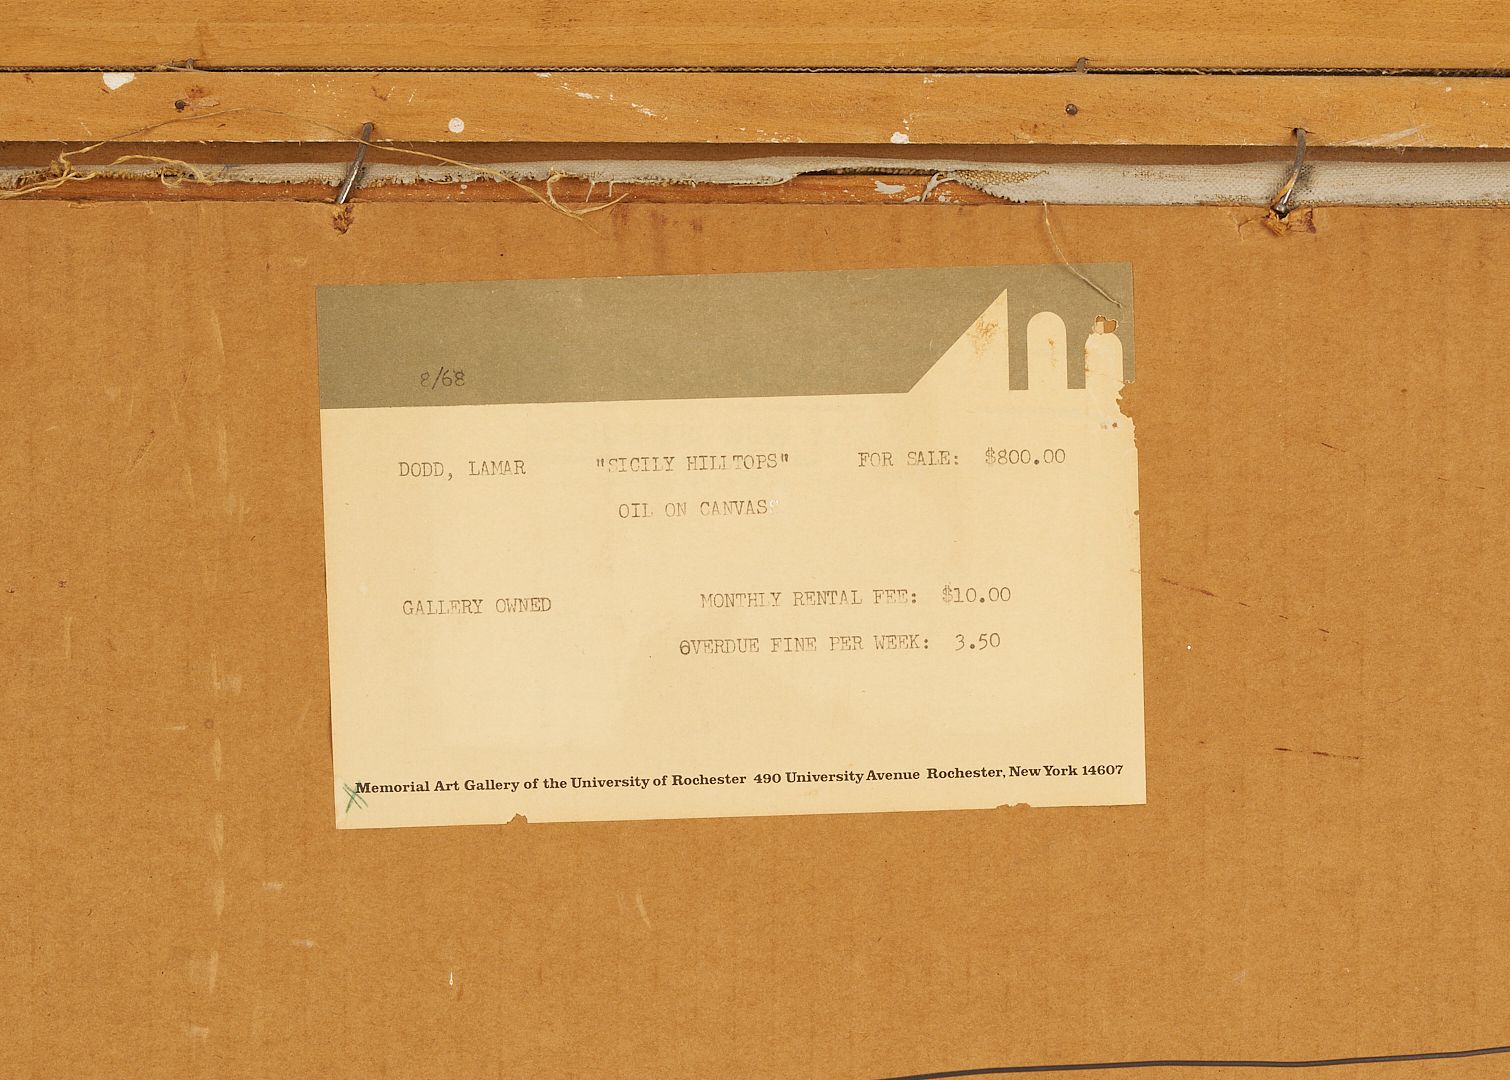 8/68
DODD, LAMAR "SICILY HILLTOPS" FOR SALE: $800.00
OIL ON CANVAS
GALLERY OWNED MONTHLY RENTAL FEE: $10.00
OVERDUE FINE PER WEEK: 3.50
Memorial Art Gallery of the University of Rochester 490 University Avenue Rochester, New York 14607